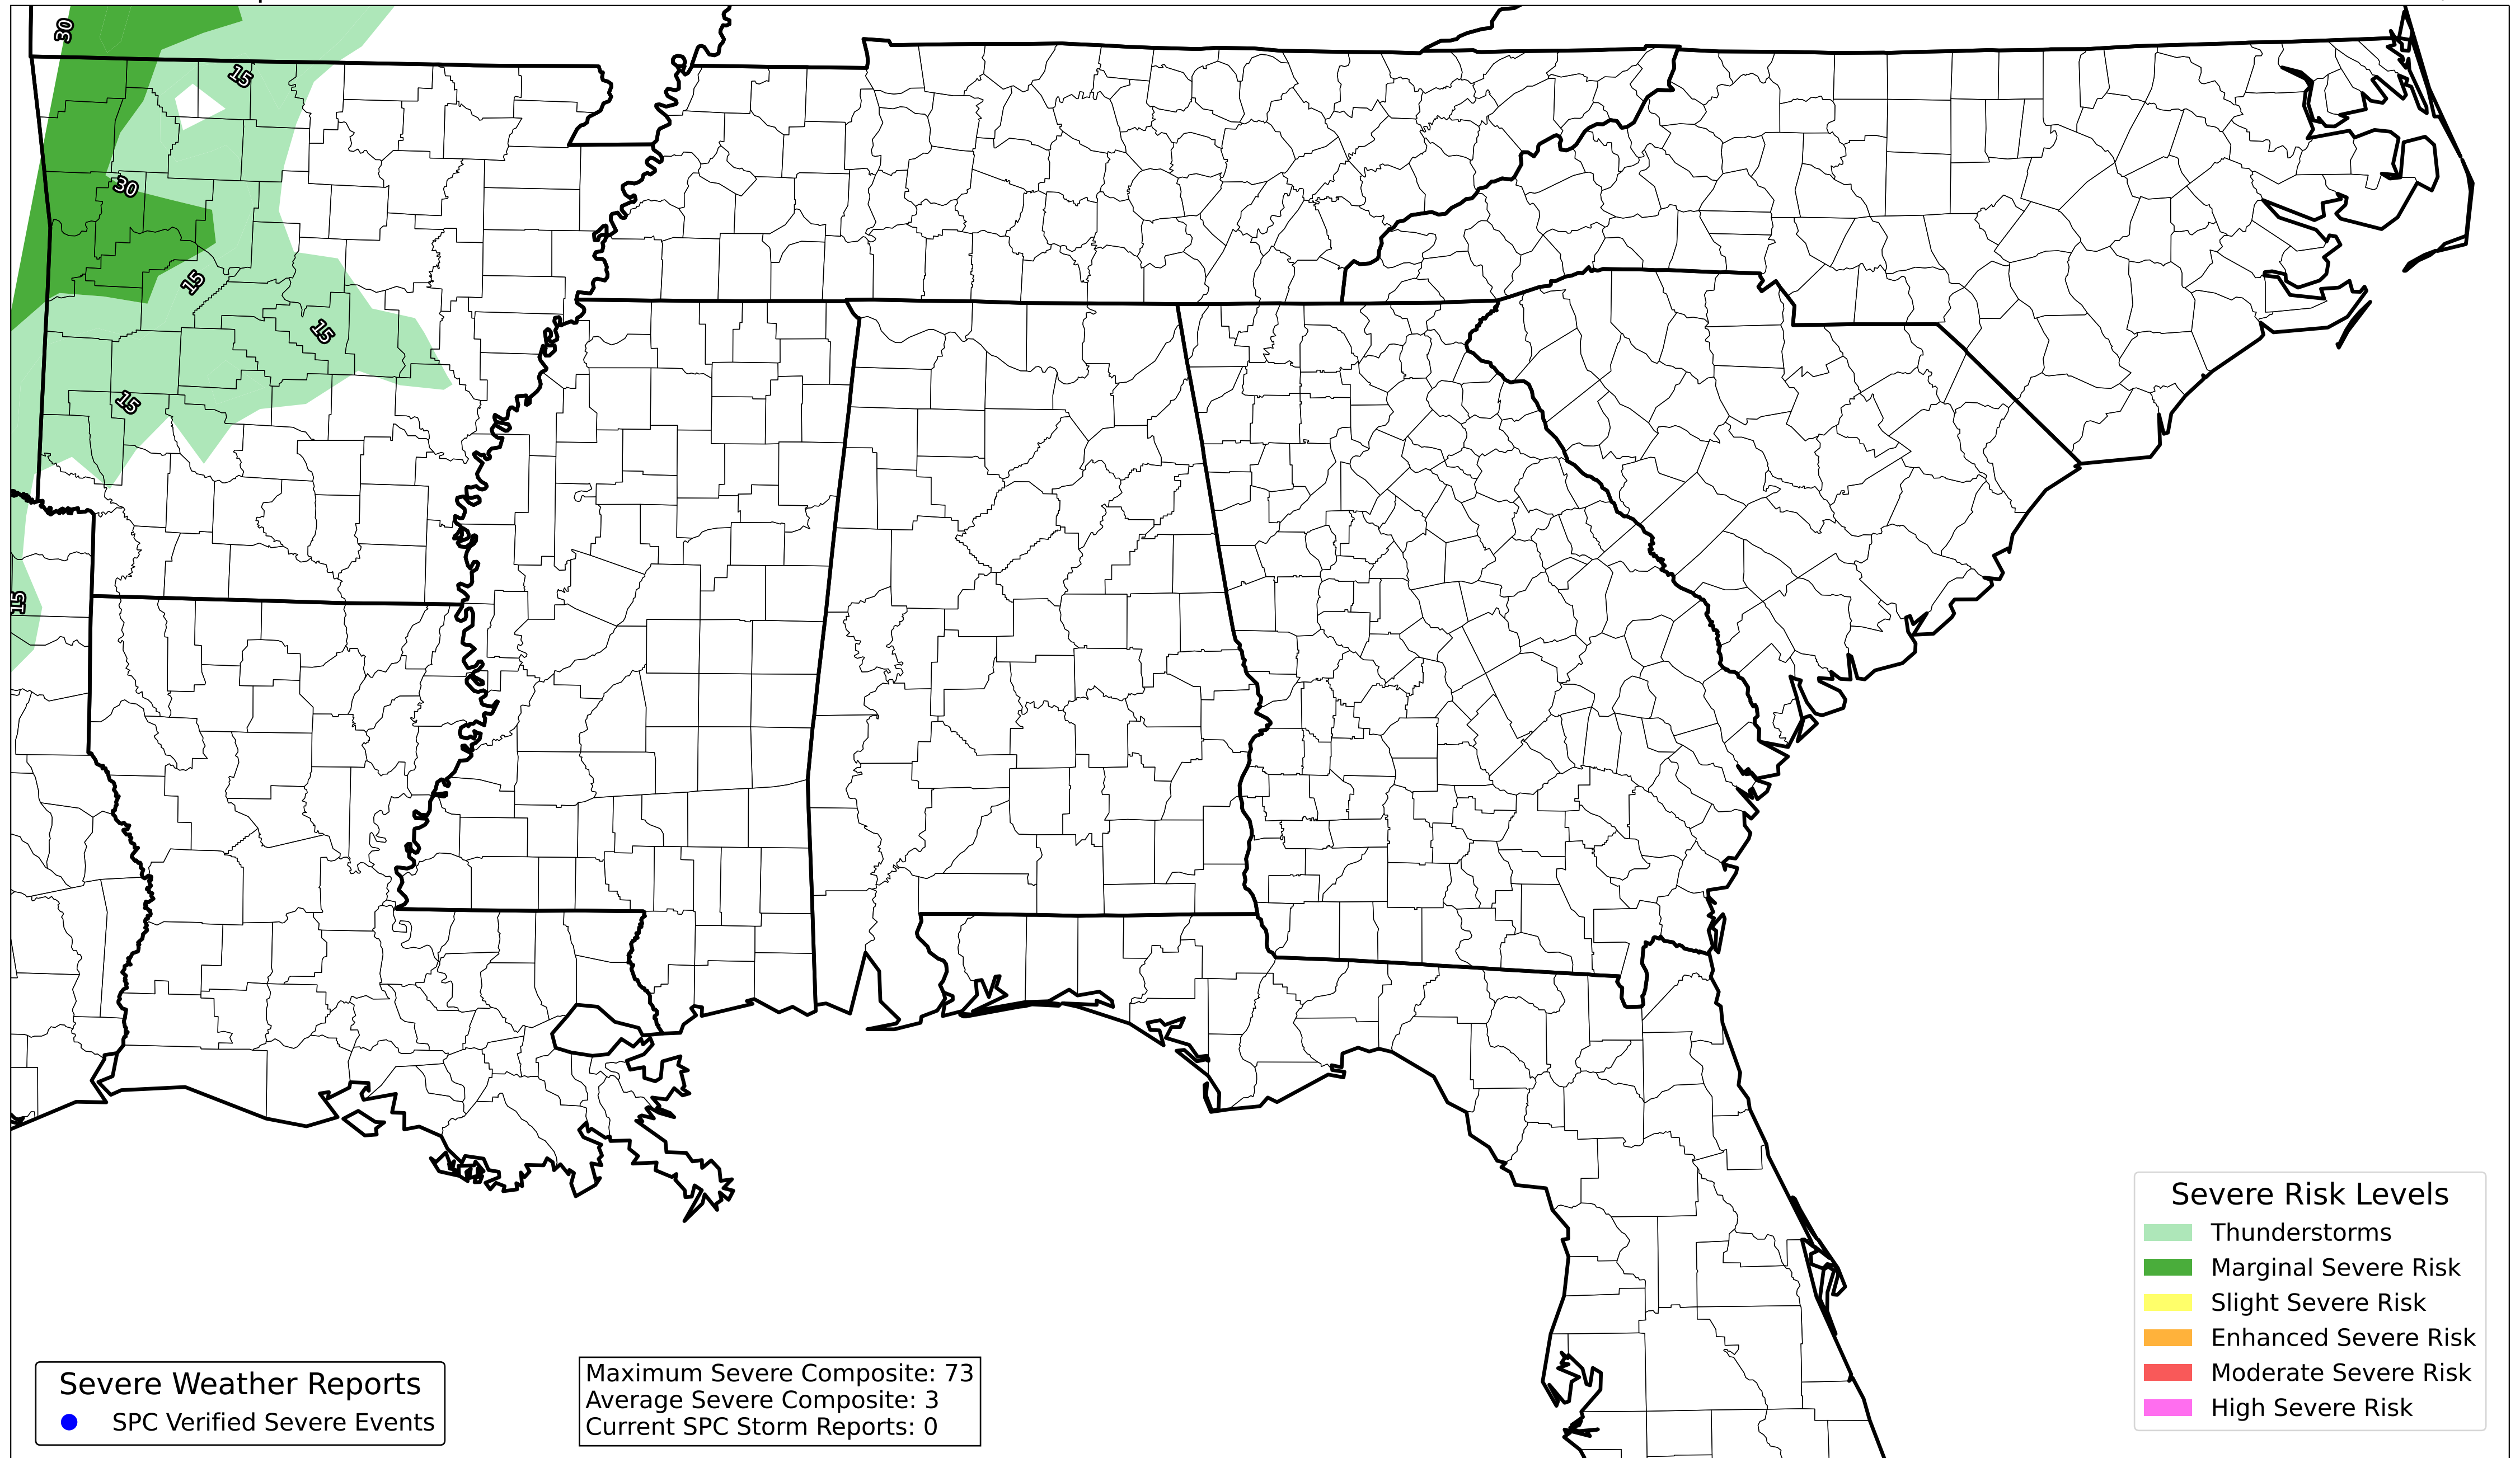 30
15
30
15
15
15
15
Severe Risk Levels
Thunderstorms
Marginal Severe Risk
Slight Severe Risk
Enhanced Severe Risk
Moderate Severe Risk
High Severe Risk
Severe Weather Reports
SPC Verified Severe Events
Maximum Severe Composite: 73
Average Severe Composite: 3
Current SPC Storm Reports: 0